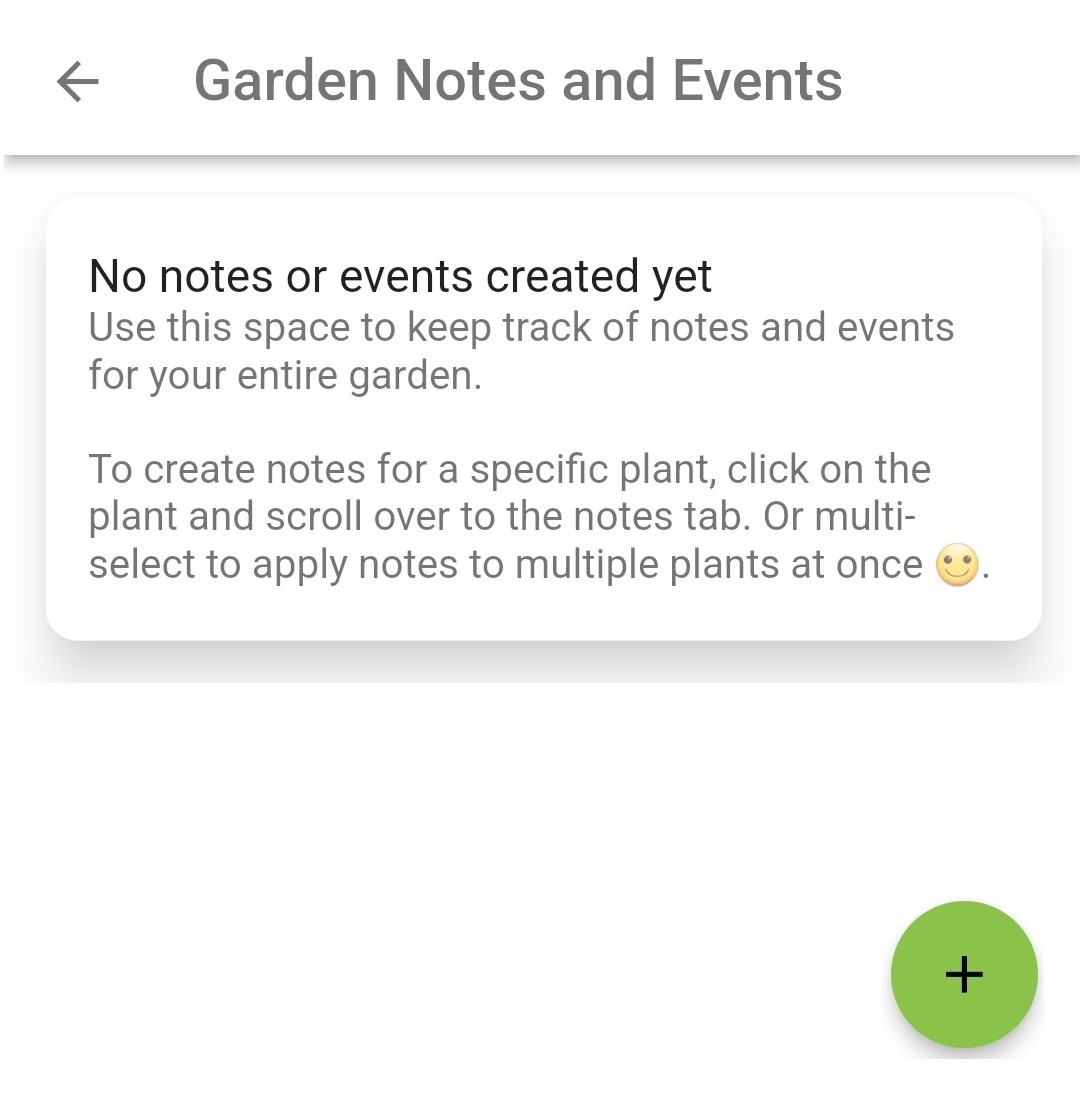 Garden Notes and Events
No notes or events created yet
Use this space to keep track of notes and events
for your entire garden.
To create notes for a specific plant, click on the
plant and scroll over to the notes tab. Or multi-
select to apply notes to multiple plants at once 🙂.